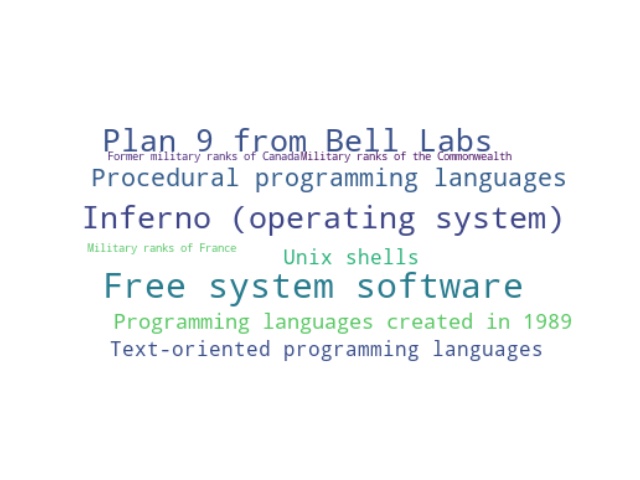 Plan 9 from Bell Labs
Former military ranks of Canada Military ranks of the Commonwealth
Procedural programming languages
Inferno (operating system)
Military ranks of France
Unix shells
Free system software
Programming languages created in 1989
Text-oriented programming languages